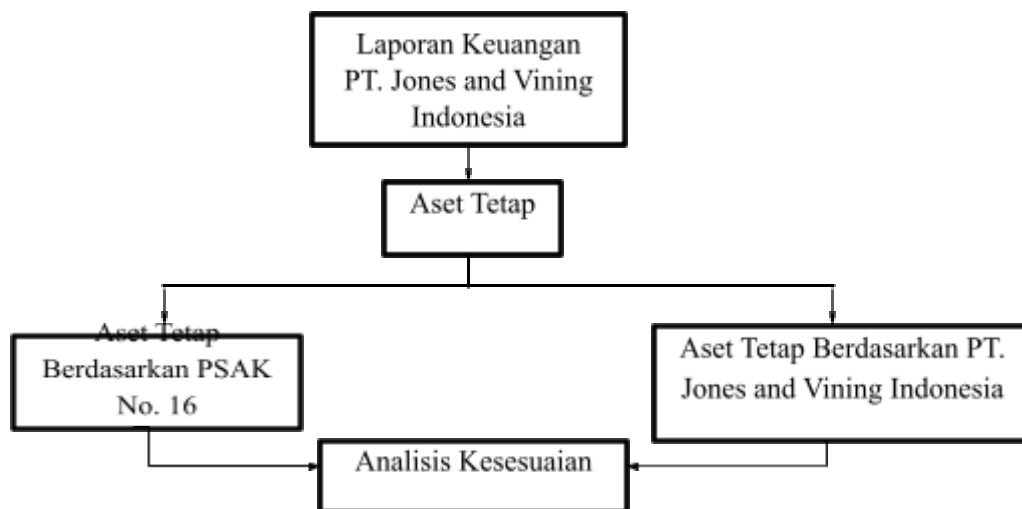 Laporan Keuangan
PT. Jones and Vining
Indonesia
Aset Tetap
Aset Tetap
Berdasarkan PSAK
No. 16
Aset Tetap Berdasarkan PT.
Jones and Vining Indonesia
Analisis Kesesuaian